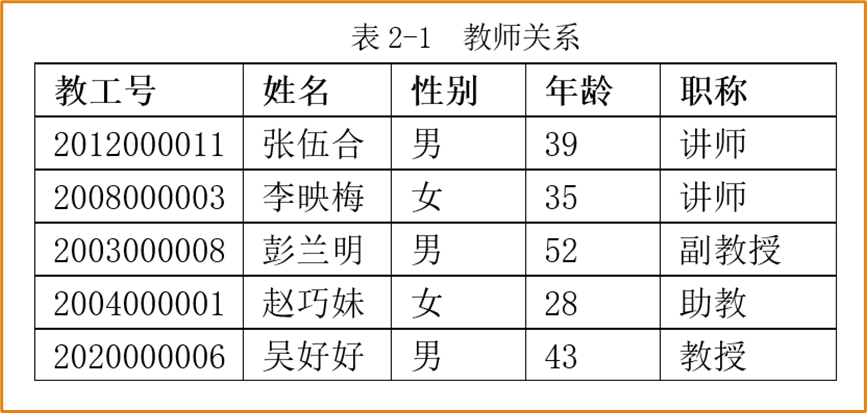 表 2-1 教师关系
教工号 姓名 性别 年龄 职称
2012000011 张伍合 男 39 讲师
2008000003 李映梅 女 35 讲师
2003000008 彭兰明 男 52 副教授
2004000001 赵巧妹 女 28 助教
2020000006 吴好好 男 43 教授